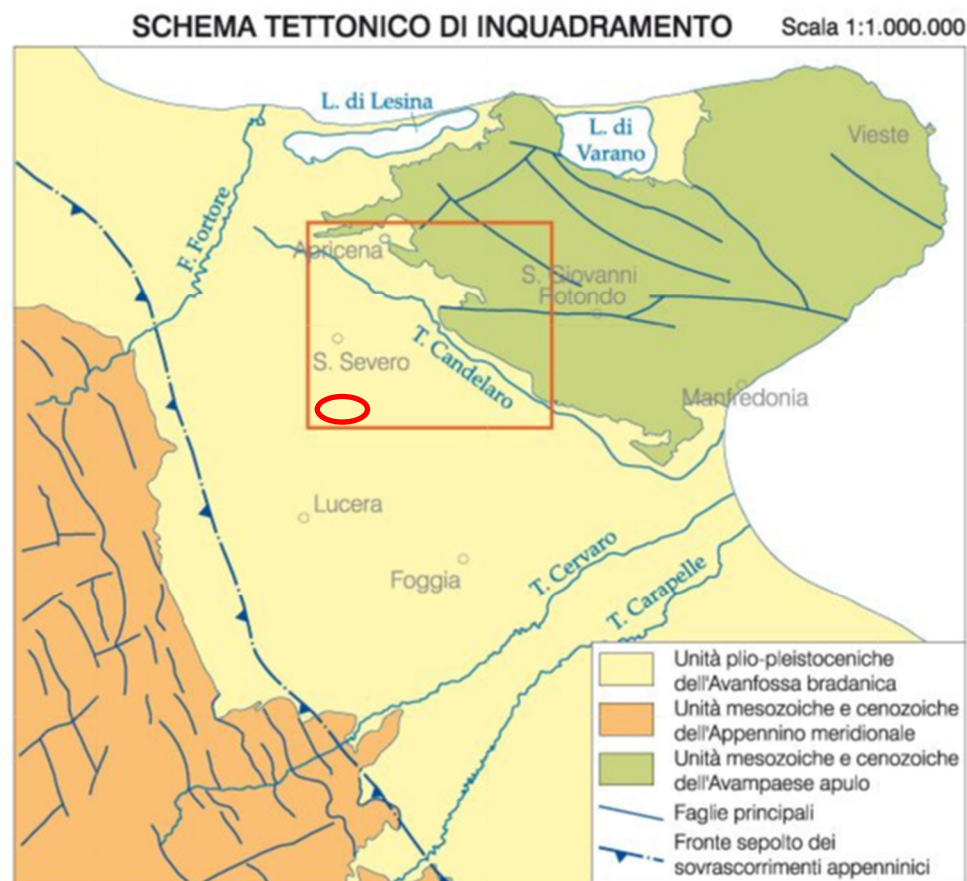 SCHEMA TETTONICO DI INQUADRAMENTO
Scala 1:1.000.000
L. di Lesina
L. di
Varano
Vieste
F. Fortore
Apricena
S. Giovanni
Rotondo
S. Severo
T. Candelaro
Manfredonia
Lucera
Foggia
T. Cervaro
T. Carapelle
Unità plio-pleistoceniche
dell'Avanfossa bradanica
Unità mesozoiche e cenozoiche
dell'Appennino meridionale
Unità mesozoiche e cenozoiche
dell'Avampaese apulo
Faglie principali
Fronte sepolto dei
sovrascorrimenti appenninici